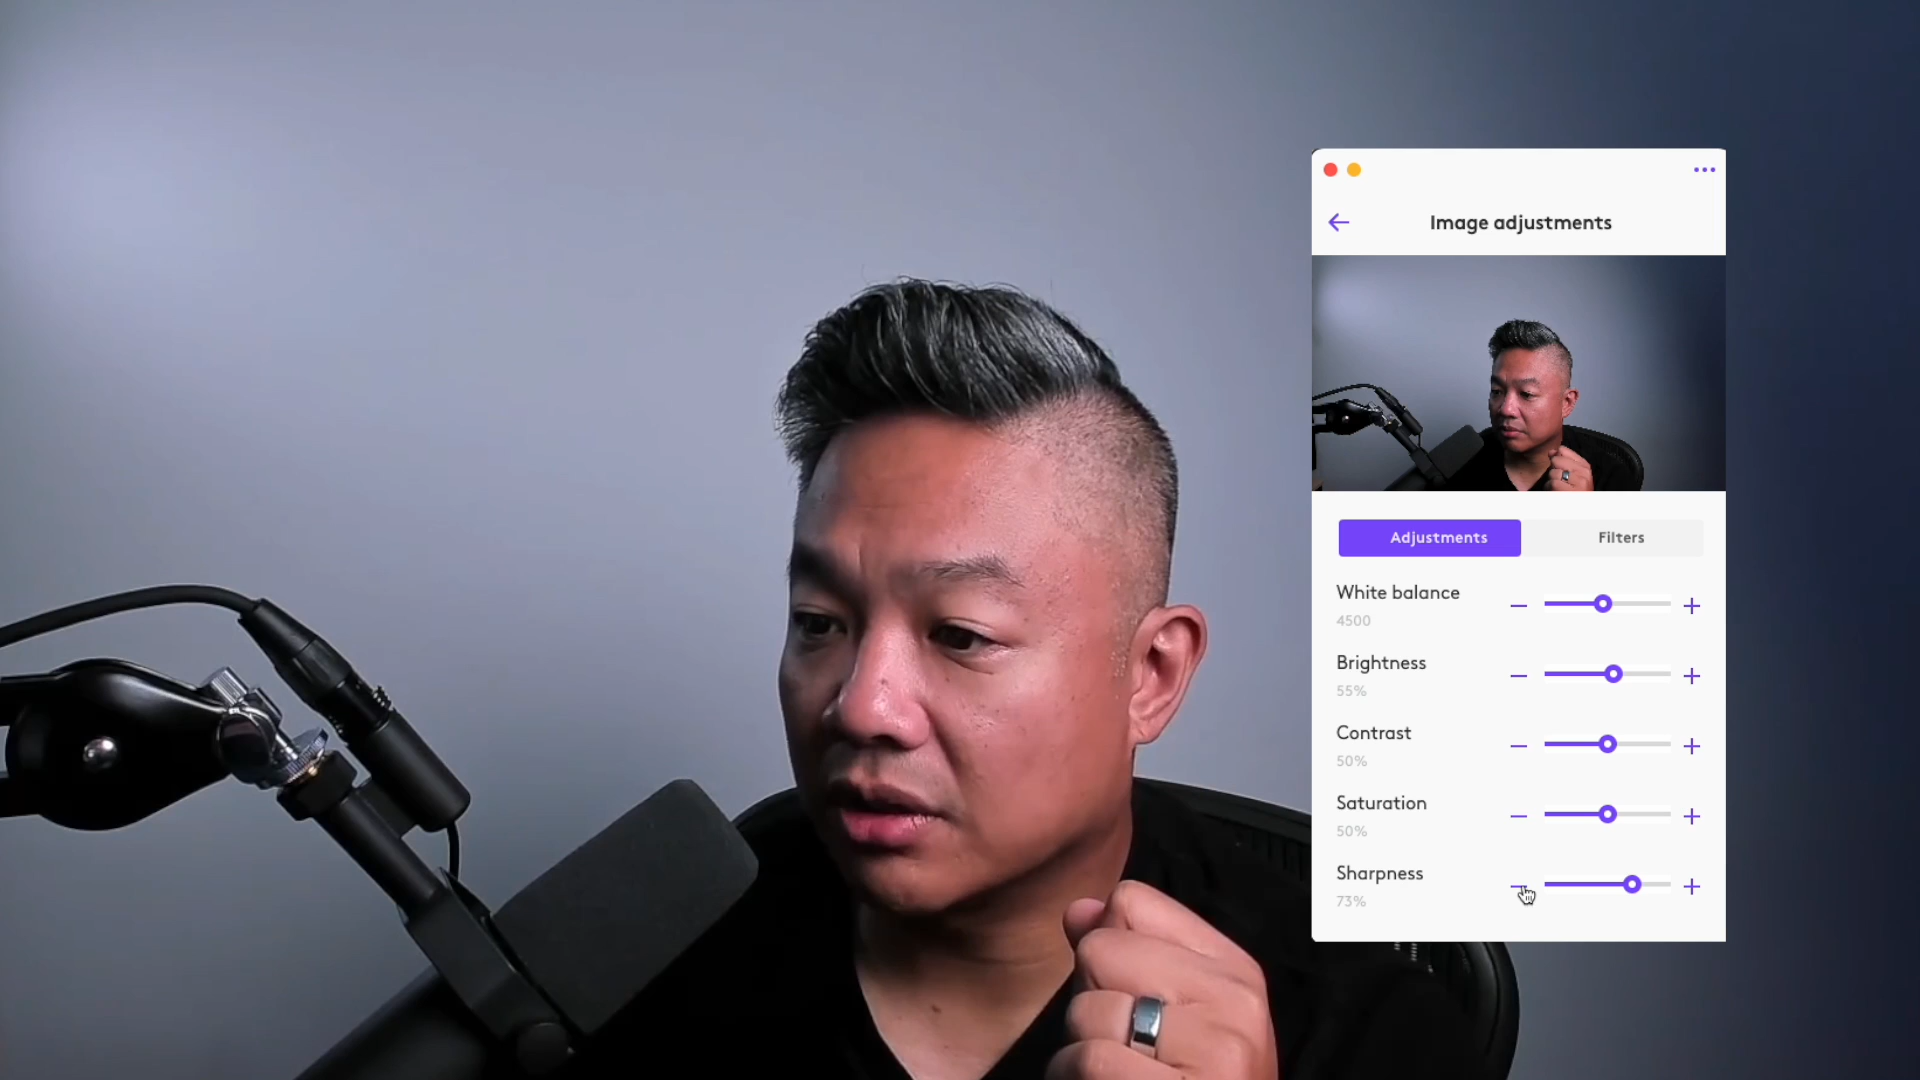 Image adjustments
Adjustments Filters
White balance
4500
Brightness
55%
Contrast
50%
Saturation
50%
Sharpness
73%